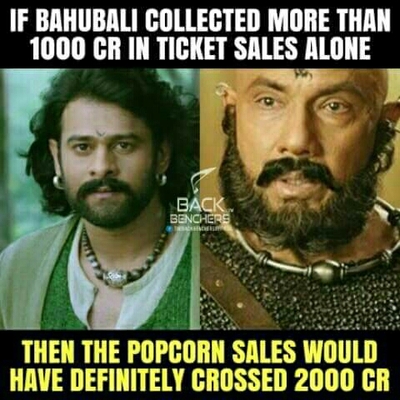 IF BAHUBALI COLLECTED MORE THAN
1000 CR IN TICKET SALES ALONE
BACK
BENCHERS
THEN THE POPCORN SALES WOULD
HAVE DEFINITELY CROSSED 2000 CR